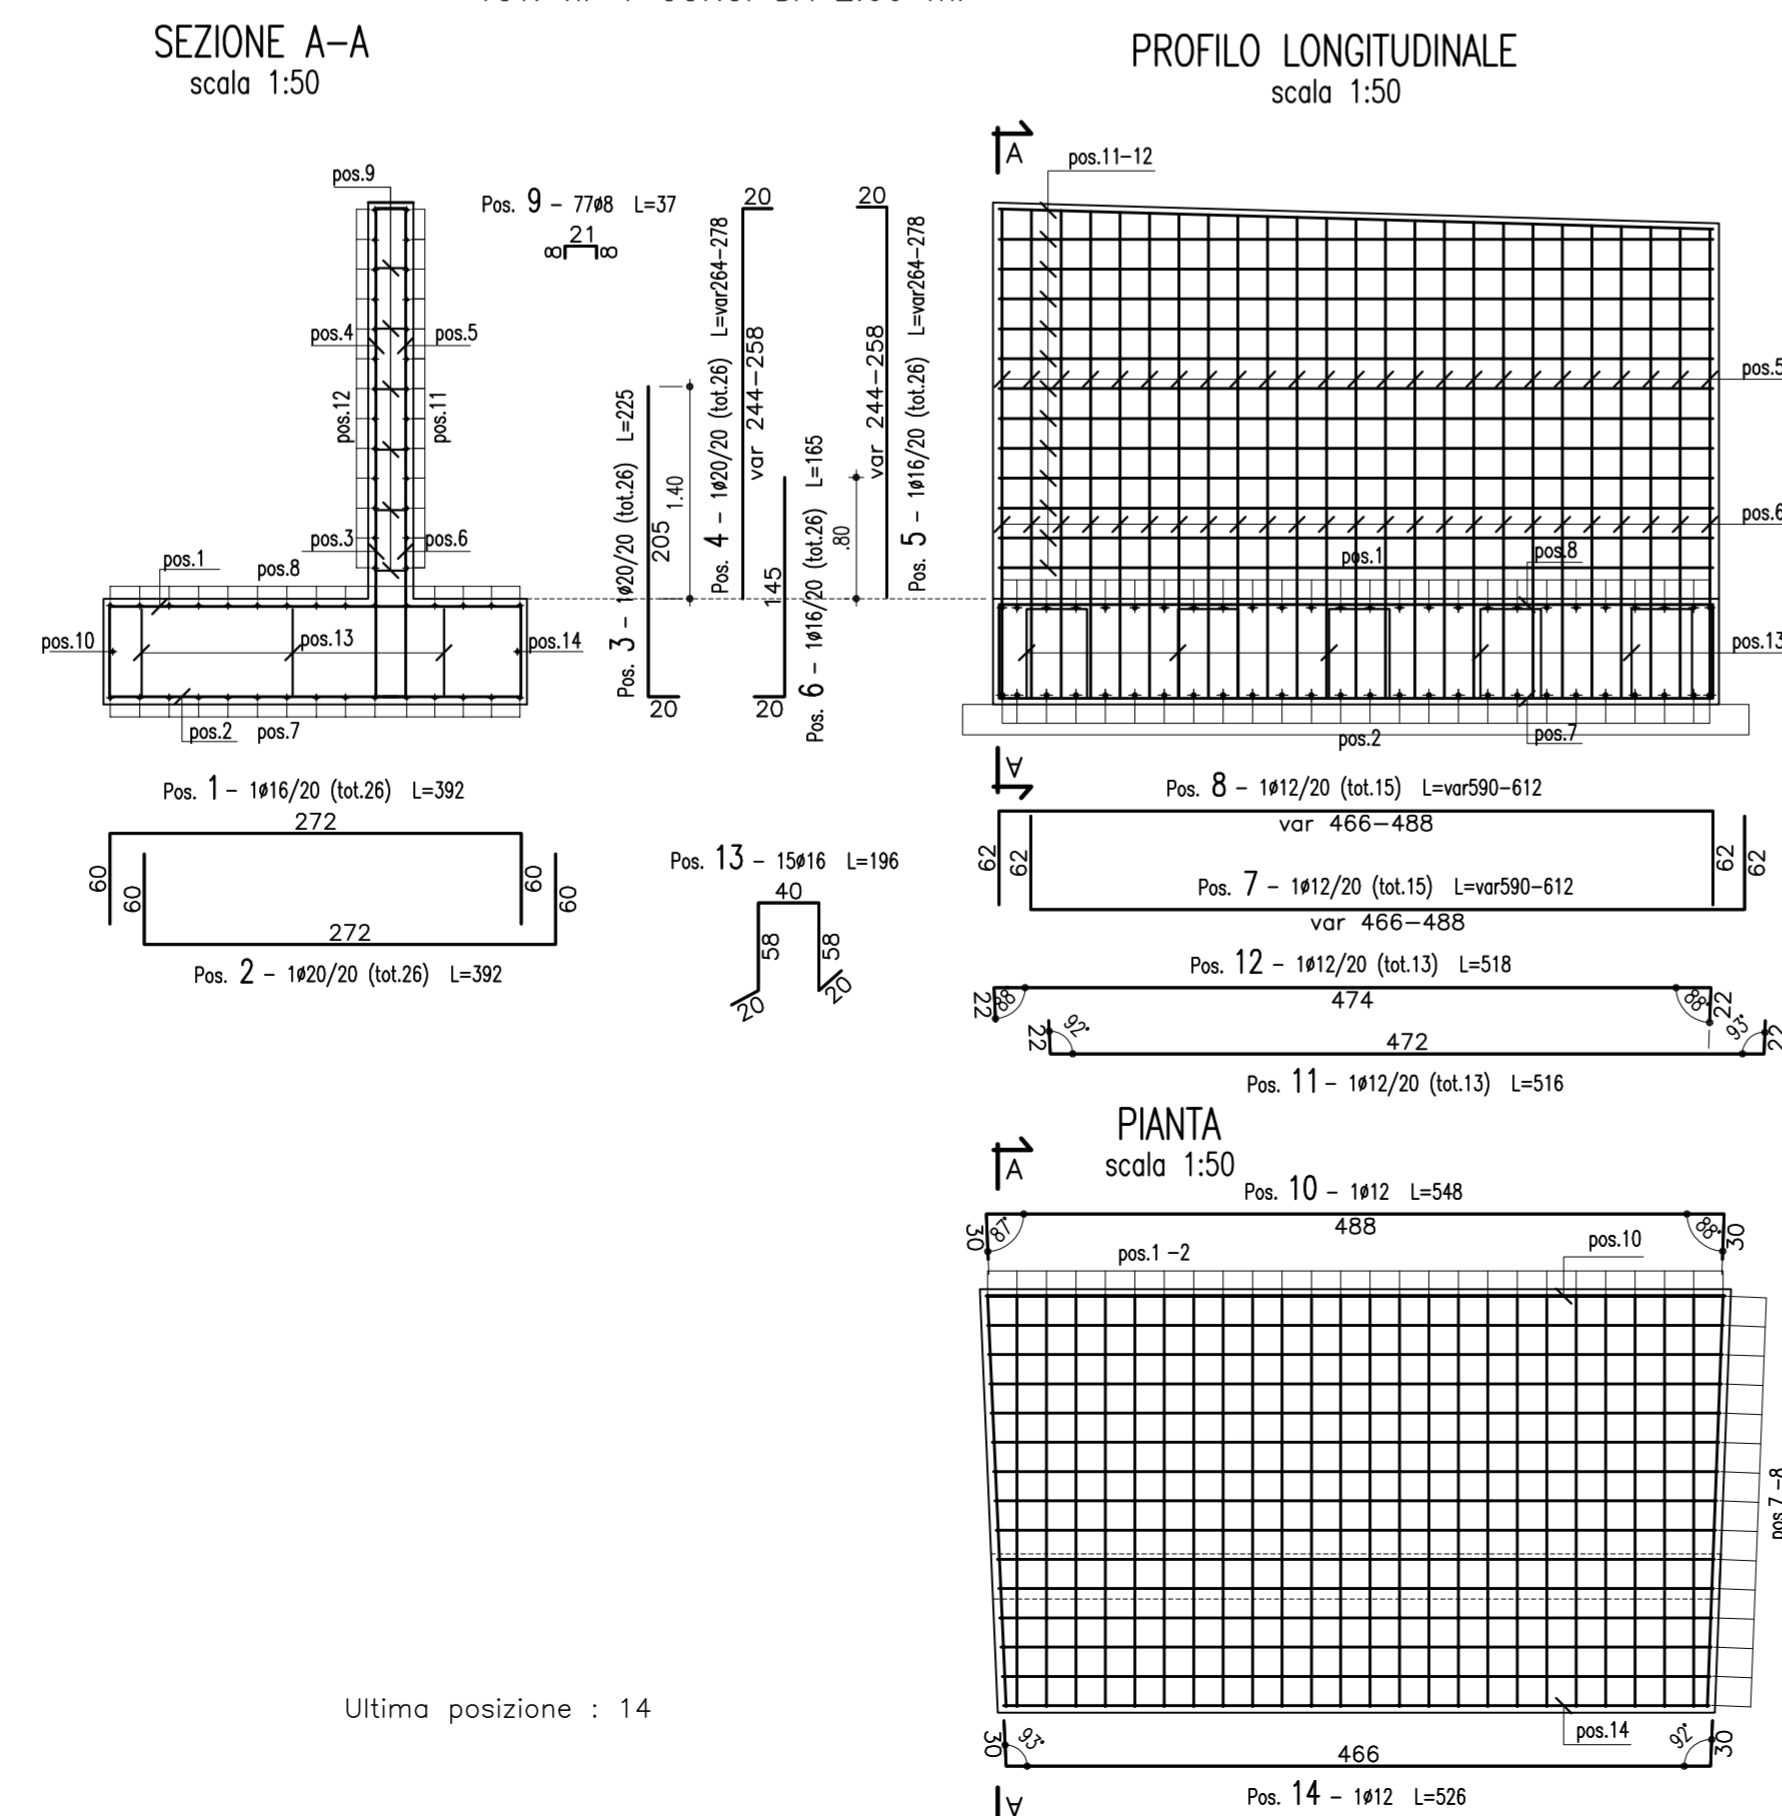 SEZIONE A-A
scala 1:50
PROFILO LONGITUDINALE
scala 1:50
A
pos.11-12
pos.9
Pos. 9 - 77ø8 L=37
21
8 8
20
20
pos.4
pos.5
pos.12
pos.11
pos.3
pos.6
pos.1
pos.8
pos.10
pos.13
pos.14
pos.2
pos.7
Pos. 3 - 1ø20/20 (tot.26) L=225
205
1.40
20
Pos. 4 - 1ø20/20 (tot.26) L=var264-278
var 244-258
145
20
Pos. 6 - 1ø16/20 (tot.26) L=165
.80
var 244-258
Pos. 5 - 1ø16/20 (tot.26) L=var264-278
pos.5
pos.6
pos.1
pos.8
pos.13
pos.2
pos.7
A
Pos. 1 - 1ø16/20 (tot.26) L=392
272
60
60
60
60
272
Pos. 2 - 1ø20/20 (tot.26) L=392
Pos. 13 - 15ø16 L=196
40
58
58
20
20
Pos. 8 - 1ø12/20 (tot.15) L=var590-612
var 466-488
62
62
62
62
Pos. 7 - 1ø12/20 (tot.15) L=var590-612
var 466-488
Pos. 12 - 1ø12/20 (tot.13) L=518
22
88°
474
88°
22
22
92°
472
92°
22
Pos. 11 - 1ø12/20 (tot.13) L=516
PIANTA
scala 1:50
A
Pos. 10 - 1ø12 L=548
30
87°
488
88°
30
pos.1 -2
pos.10
pos.7 -8
pos.14
30
93°
466
92°
30
Pos. 14 - 1ø12 L=526
A
Ultima posizione : 14